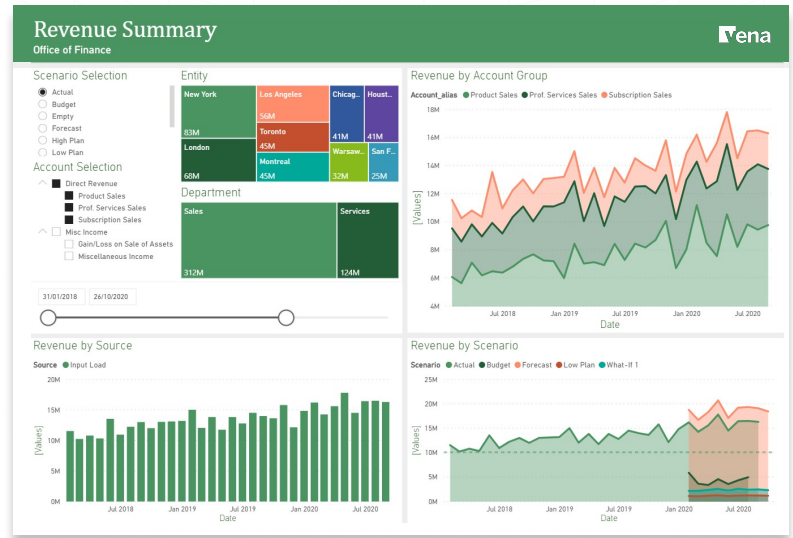 Revenue Summary
Office of Finance
Vena
Scenario Selection
Actual
Budget
Empty
Forecast
High Plan
Low Plan
Account Selection
Direct Revenue
Product Sales
Prof. Services Sales
Subscription Sales
Misc Income
Gain/Loss on Sale of Assets
Miscellaneous Income
31/01/2018 26/10/2020
Entity
New York
83M
London
68M
Los Angeles
56M
Toronto
45M
Montreal
45M
Chicag...
41M
Houst...
41M
Warsaw...
32M
San F...
25M
Department
Sales
312M
Services
124M
Revenue by Account Group
Account_alias Product Sales Prof. Services Sales Subscription Sales
18M
16M
14M
12M
10M
8M
6M
4M
[Values]
Jul 2018 Jan 2019 Jul 2019 Jan 2020 Jul 2020
Date
Revenue by Source
Source Input Load
20M
15M
10M
5M
0M
[Values]
Jul 2018 Jan 2019 Jul 2019 Jan 2020 Jul 2020
Date
Revenue by Scenario
Scenario Actual Budget Forecast Low Plan What-If 1
25M
20M
15M
10M
5M
0M
[Values]
Jul 2018 Jan 2019 Jul 2019 Jan 2020 Jul 2020
Date